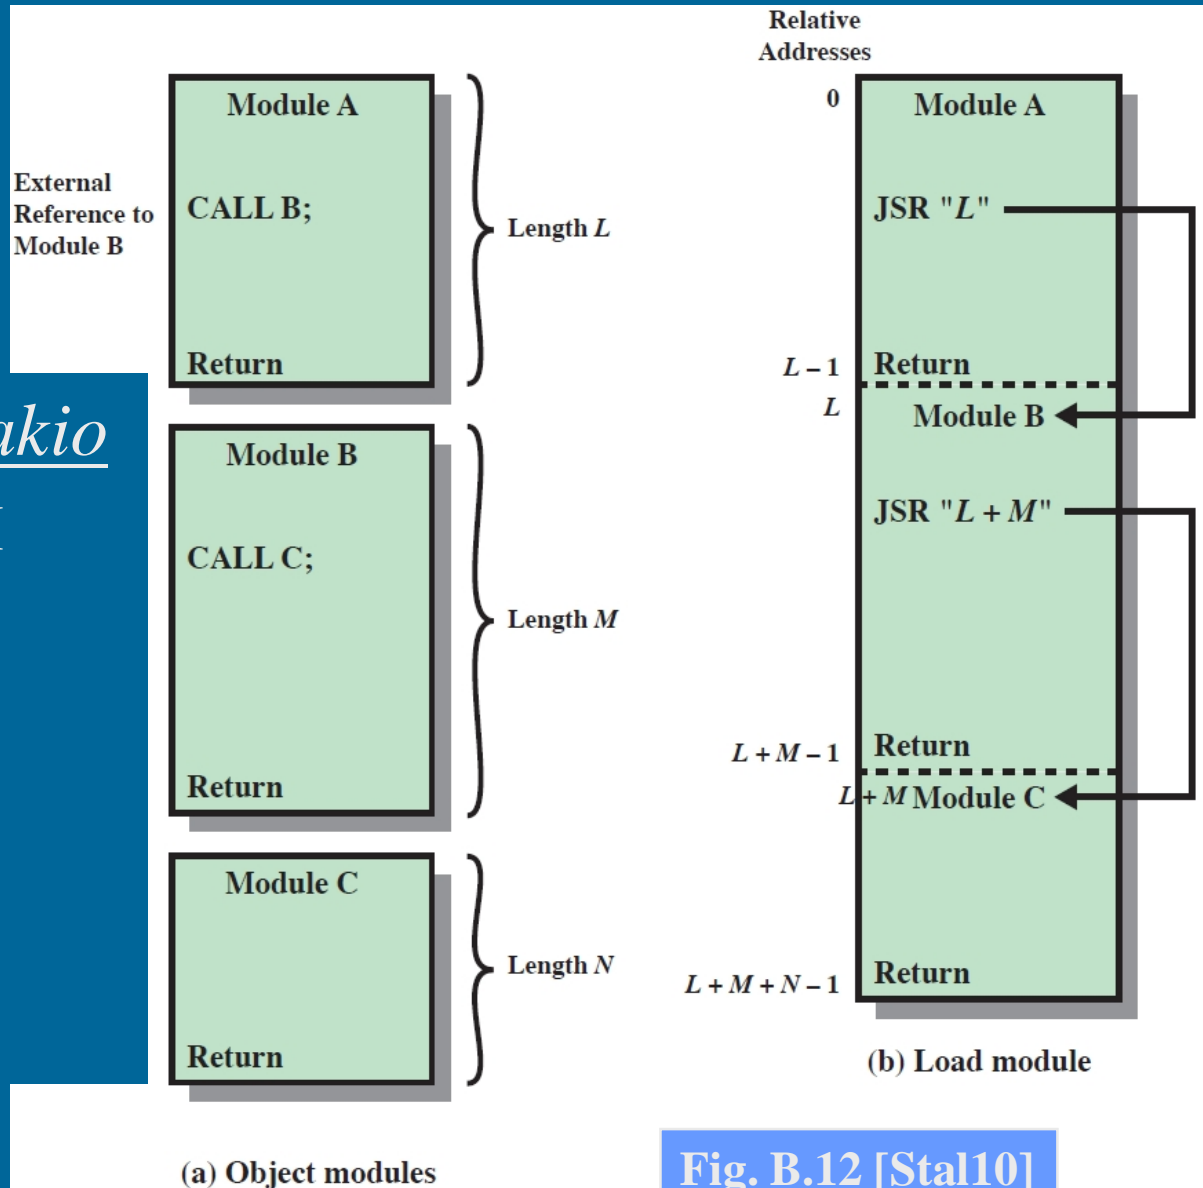 External
Reference to
Module B
Module A
CALL B;
Return
Length L
Module B
CALL C;
Return
Length M
Module C
Return
Length N
(a) Object modules
Relative
Addresses
0
Module A
JSR "L"
L – 1
Return
L
Module B
JSR "L + M"
L + M – 1
Return
L + M
Module C
L + M + N – 1
Return
(b) Load module
Fig. B.12 [Stal10]
akio